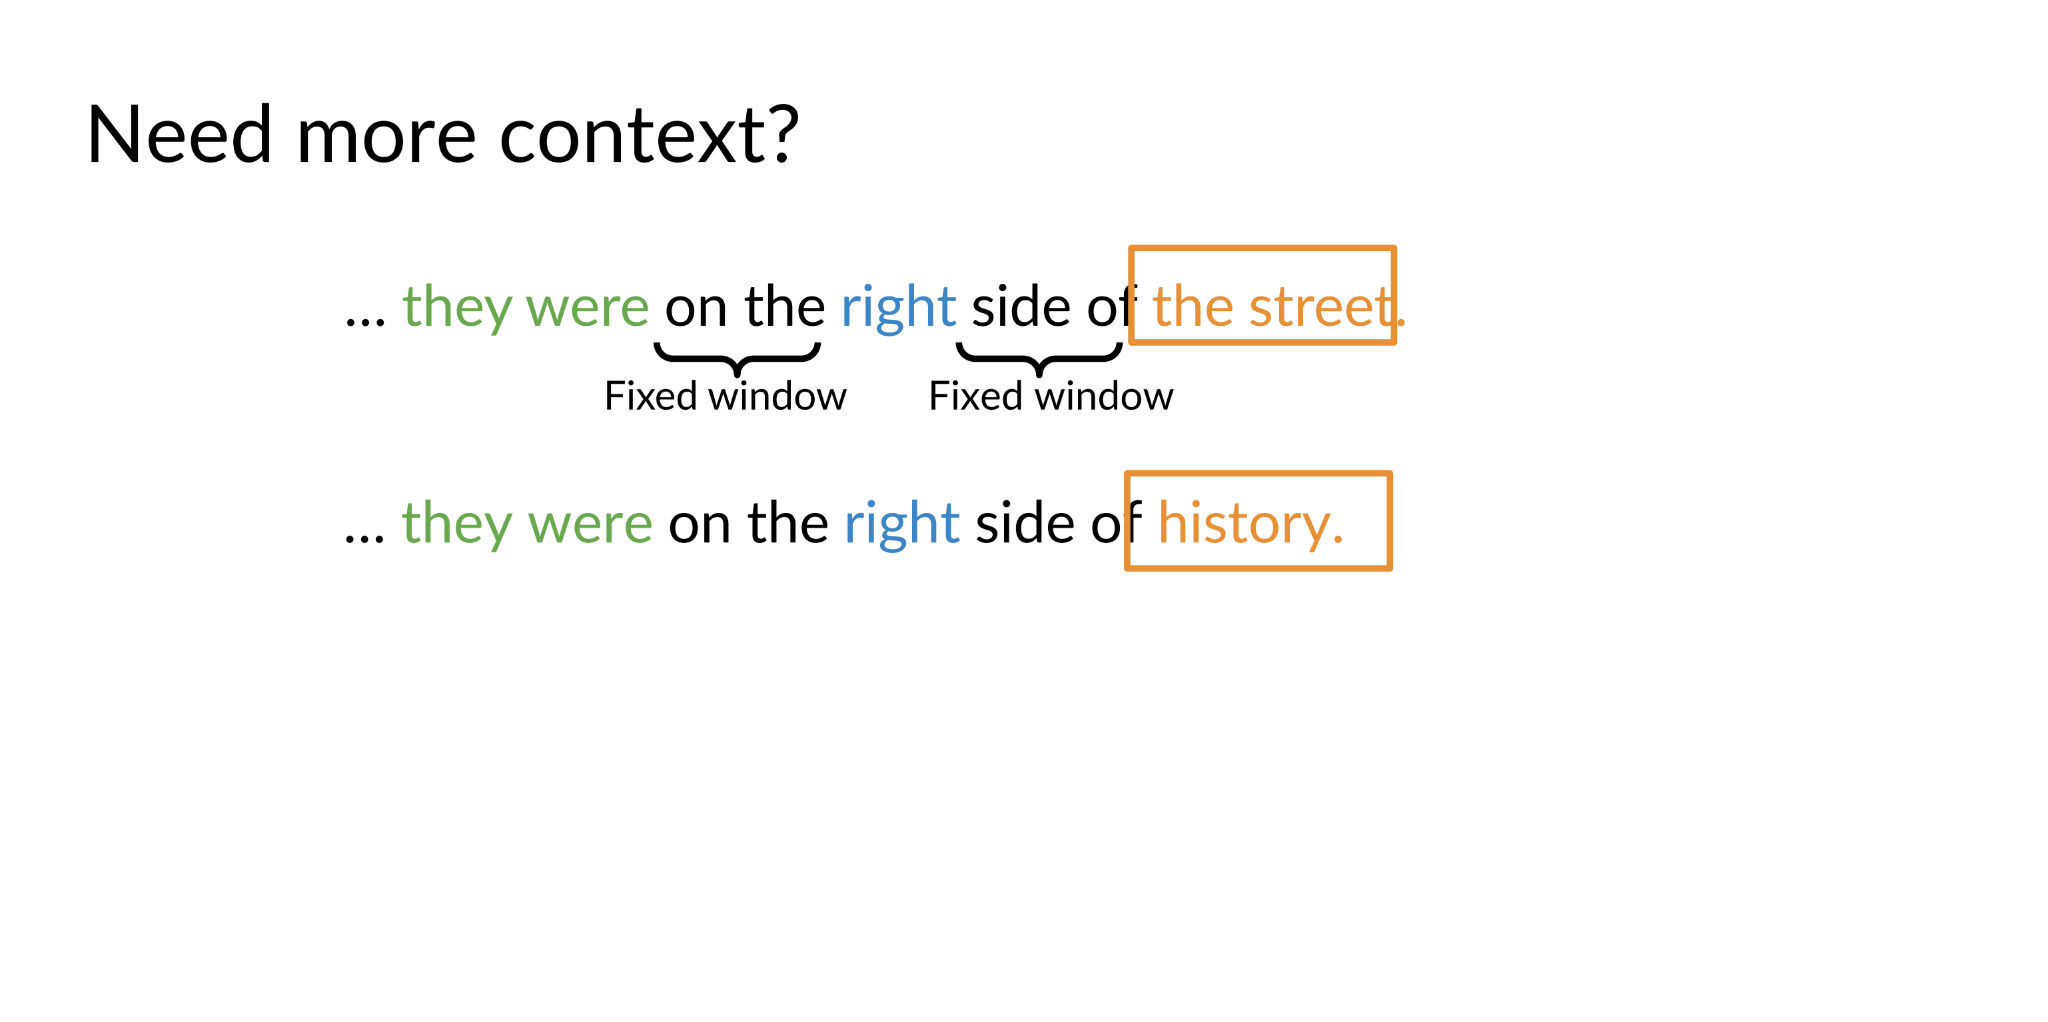 Need more context?
... they were on the right side of the street.
Fixed window Fixed window
... they were on the right side of history.